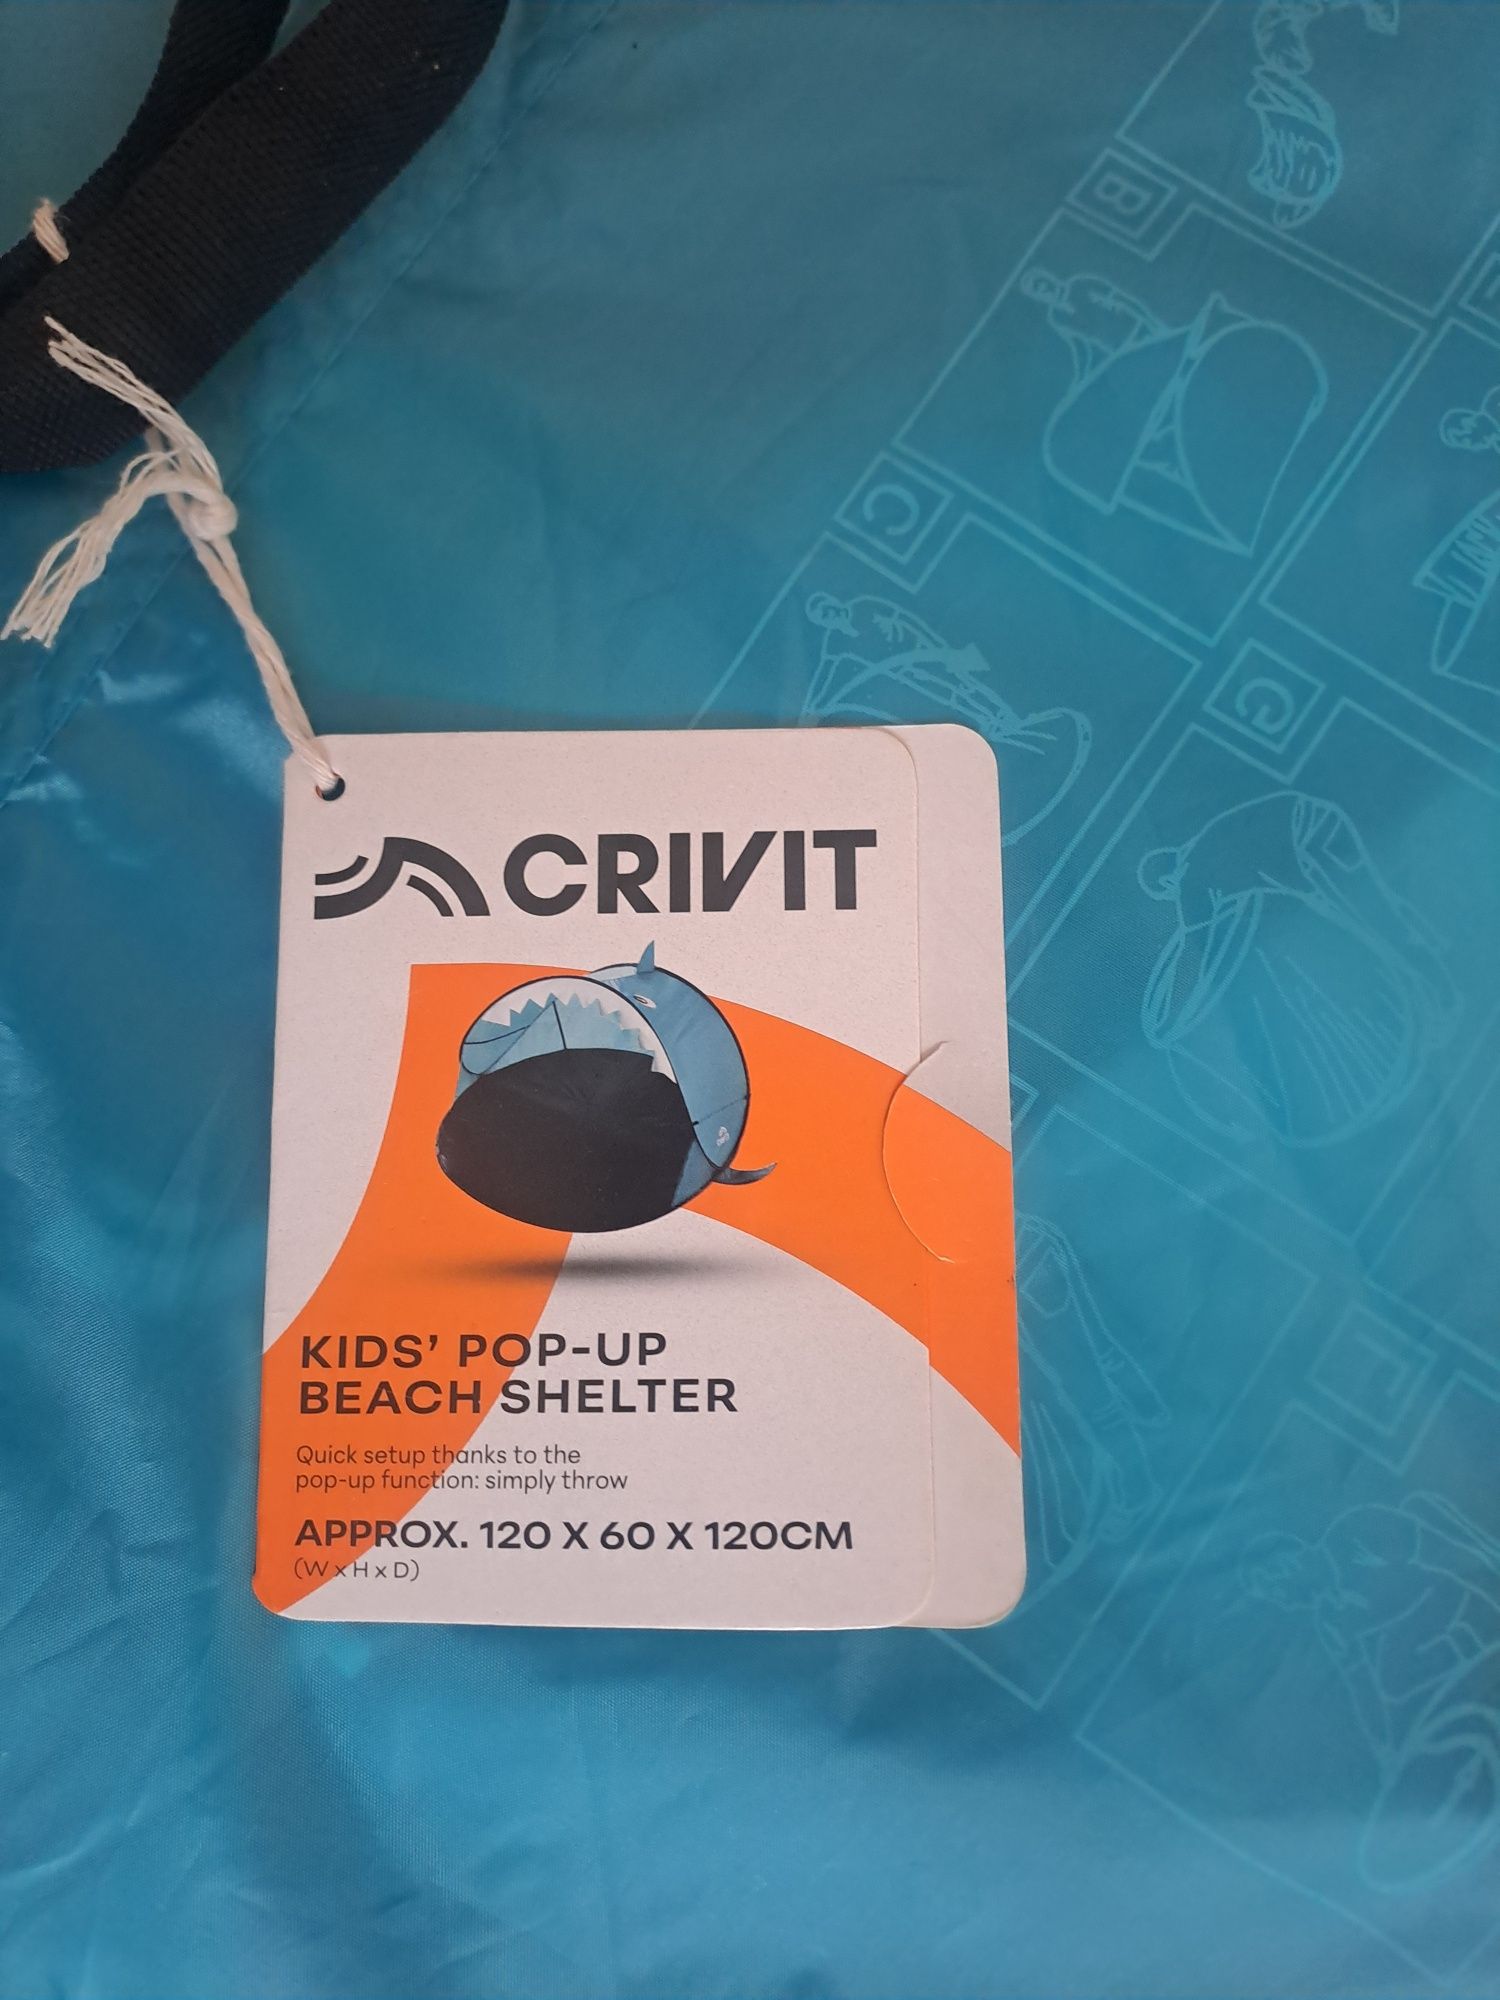 CRIVIT
KIDS' POP-UP
BEACH SHELTER
Quick setup thanks to the
pop-up function: simply throw
APPROX. 120 X 60 X 120CM
(W x H x D)
B
C
G